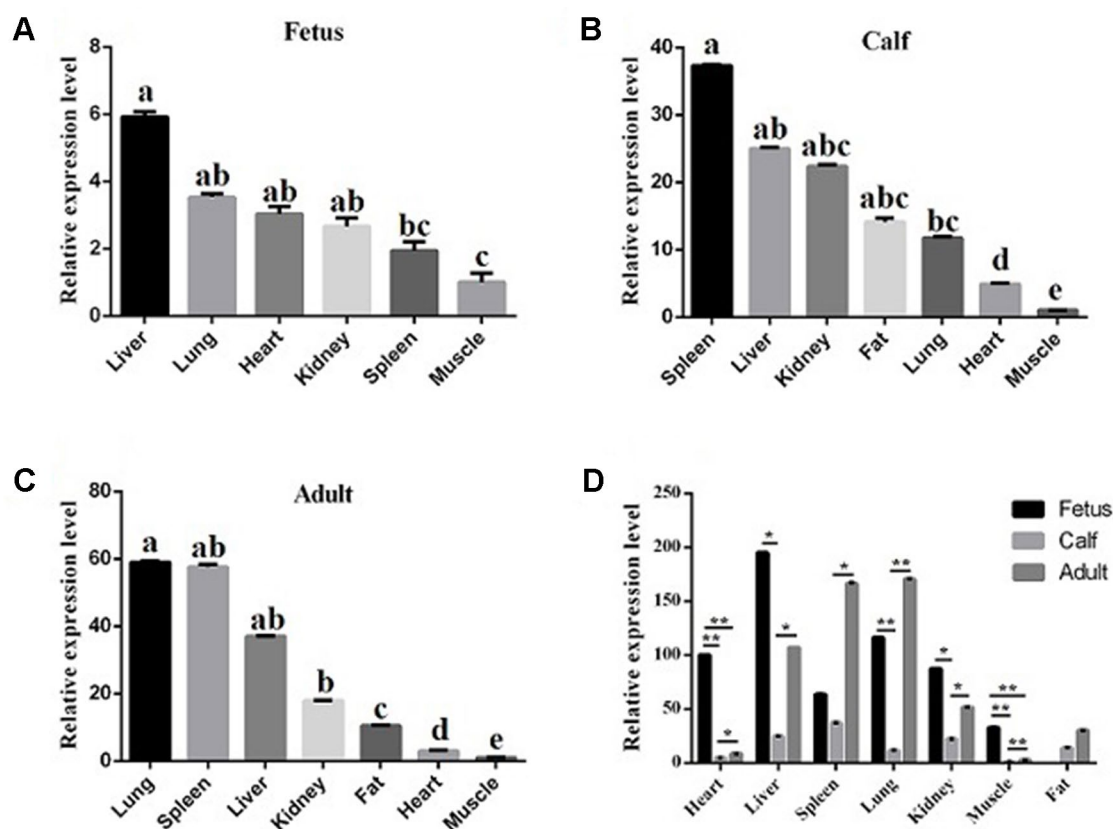 A
Fetus
Relative expression level
8
6
4
2
0
a
ab
ab
ab
bc
c
Liver
Lung
Heart
Kidney
Spleen
Muscle
B
Calf
Relative expression level
40
30
20
10
0
a
ab
abc
abc
bc
d
e
Spleen
Liver
Kidney
Fat
Lung
Heart
Muscle
C
Adult
Relative expression level
80
60
40
20
0
a
ab
ab
b
c
d
e
Lung
Spleen
Liver
Kidney
Fat
Heart
Muscle
D
Relative expression level
250
200
150
100
50
0
Fetus
Calf
Adult
**
**
*
*
*
*
**
**
*
*
**
**
**
Heart
Liver
Spleen
Lung
Kidney
Muscle
Fat